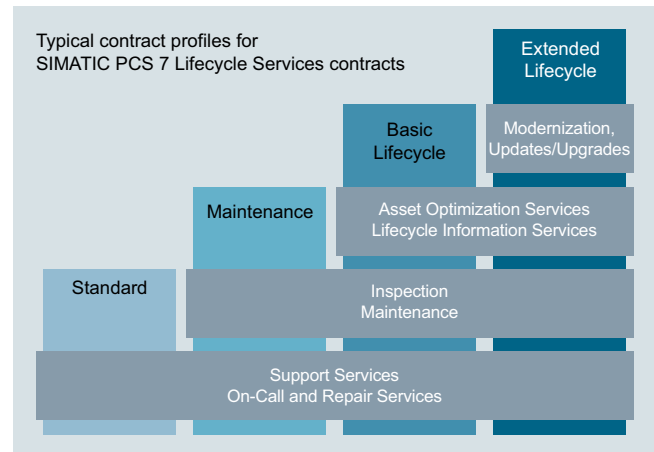 Typical contract profiles for
SIMATIC PCS 7 Lifecycle Services contracts
Extended
Lifecycle
Basic
Lifecycle
Modernization,
Updates/Upgrades
Maintenance
Asset Optimization Services
Lifecycle Information Services
Standard
Inspection
Maintenance
Support Services
On-Call and Repair Services